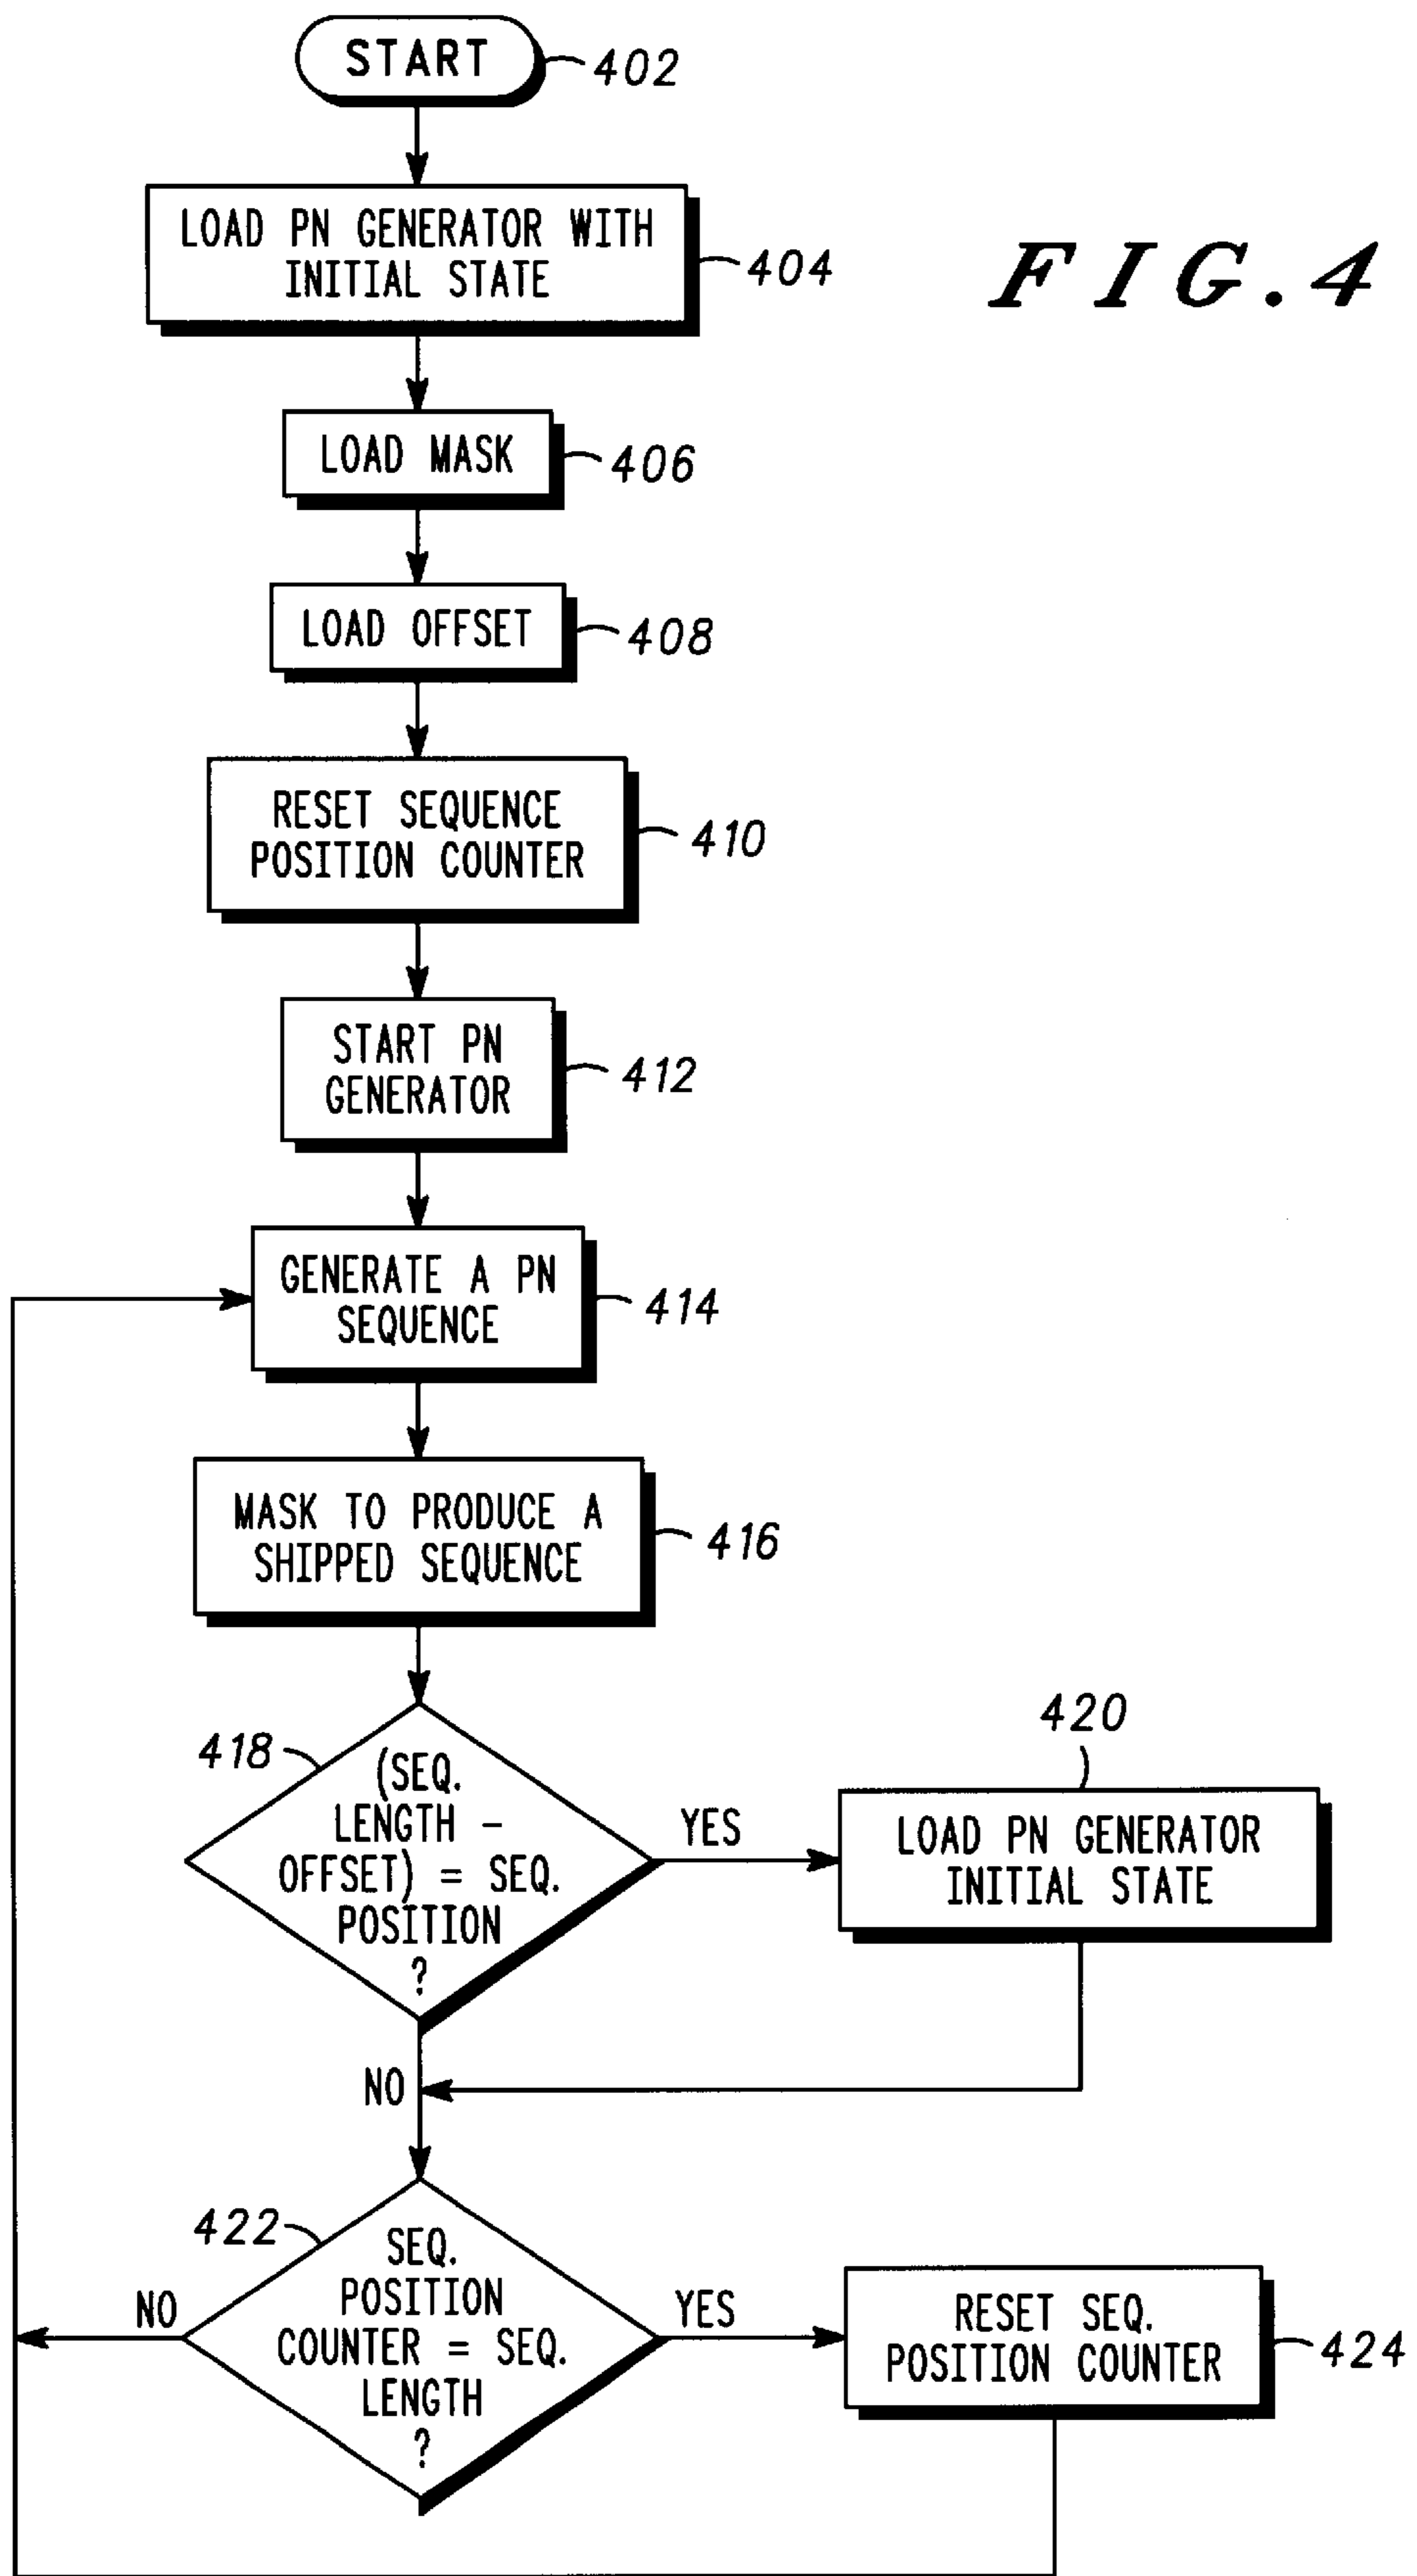 START
402
LOAD PN GENERATOR WITH
INITIAL STATE
404
FIG.4
LOAD MASK
406
LOAD OFFSET
408
RESET SEQUENCE
POSITION COUNTER
410
START PN
GENERATOR
412
GENERATE A PN
SEQUENCE
414
MASK TO PRODUCE A
SHIPPED SEQUENCE
416
418
(SEQ.
LENGTH -
OFFSET) = SEQ.
POSITION
?
YES
420
LOAD PN GENERATOR
INITIAL STATE
NO
422
SEQ.
POSITION
COUNTER = SEQ.
LENGTH
?
NO
YES
RESET SEQ.
POSITION COUNTER
424